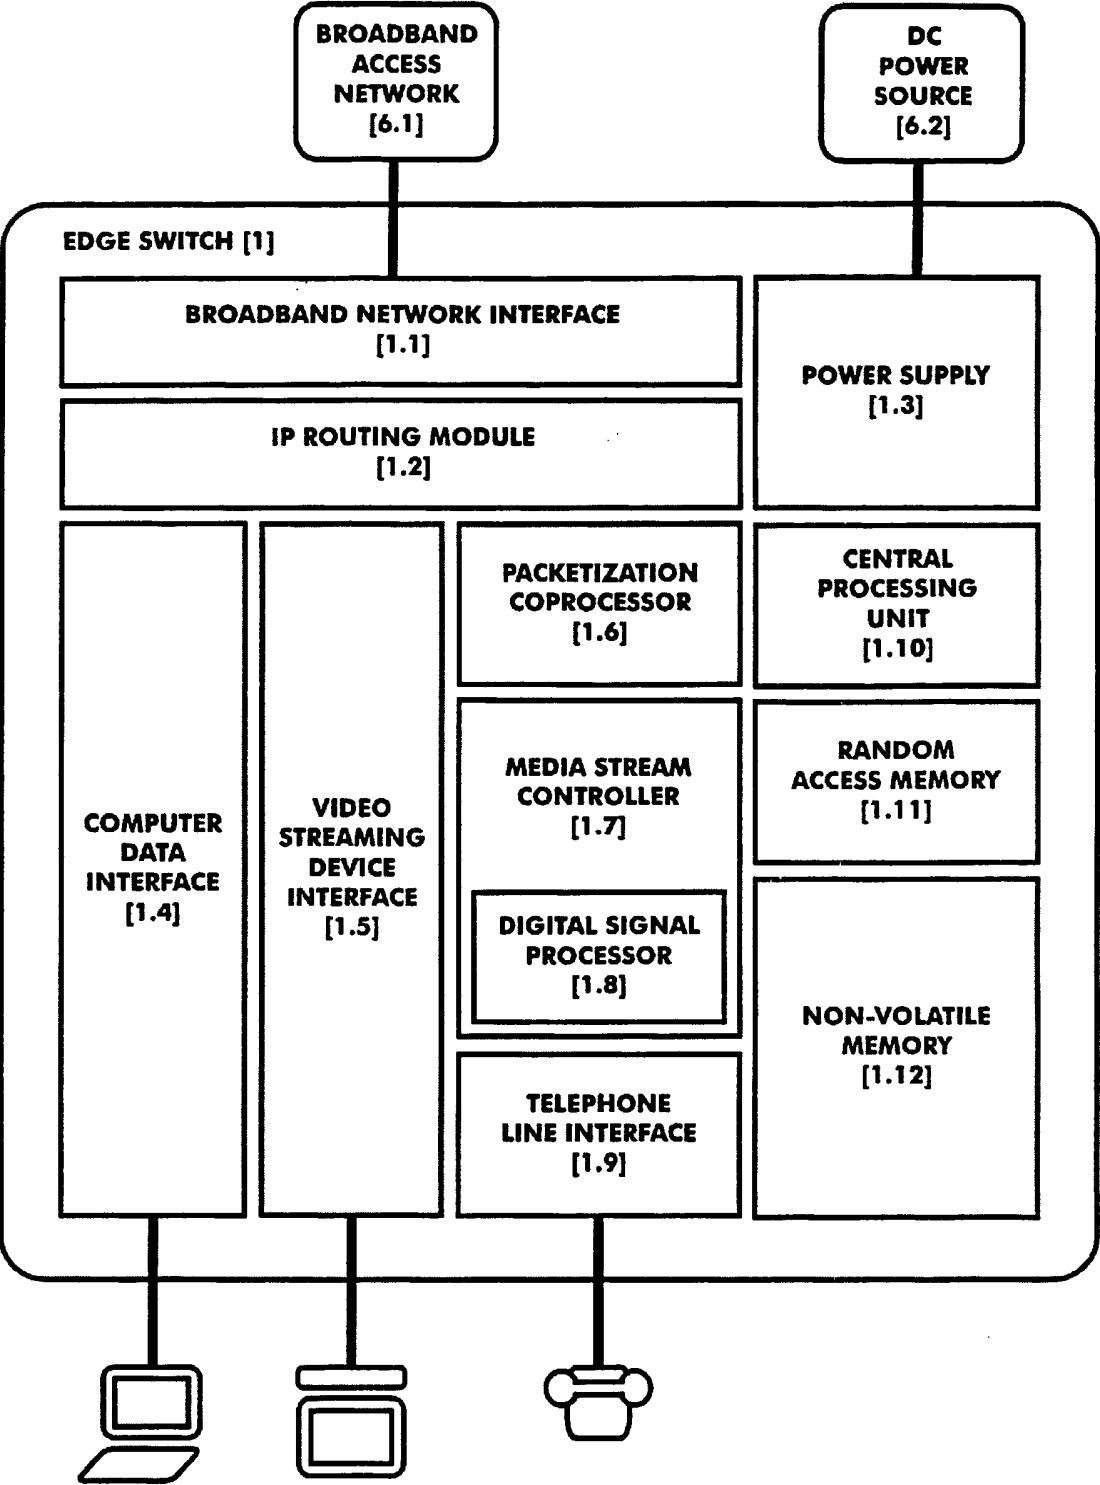 BROADBAND
ACCESS
NETWORK
[6.1]
DC
POWER
SOURCE
[6.2]
EDGE SWITCH [1]
BROADBAND NETWORK INTERFACE
[1.1]
POWER SUPPLY
[1.3]
IP ROUTING MODULE
[1.2]
COMPUTER
DATA
INTERFACE
[1.4]
VIDEO
STREAMING
DEVICE
INTERFACE
[1.5]
PACKETIZATION
COPROCESSOR
[1.6]
MEDIA STREAM
CONTROLLER
[1.7]
DIGITAL SIGNAL
PROCESSOR
[1.8]
TELEPHONE
LINE INTERFACE
[1.9]
CENTRAL
PROCESSING
UNIT
[1.10]
RANDOM
ACCESS MEMORY
[1.11]
NON-VOLATILE
MEMORY
[1.12]